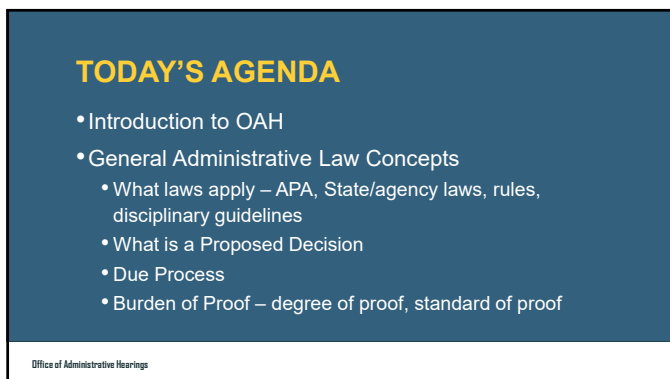 TODAY’S AGENDA
•Introduction to OAH
•General Administrative Law Concepts
•What laws apply – APA, State/agency laws, rules,
disciplinary guidelines
•What is a Proposed Decision
•Due Process
•Burden of Proof – degree of proof, standard of proof
Office of Administrative Hearings